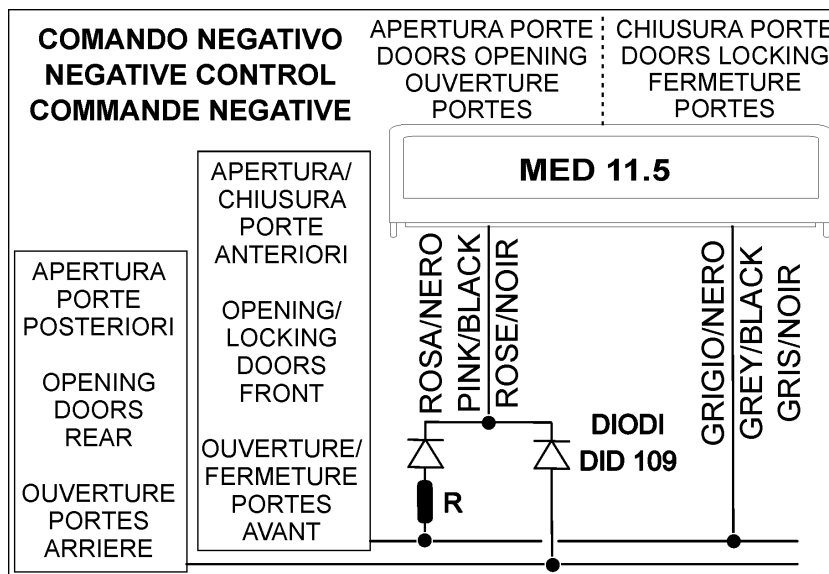 COMANDO NEGATIVO
NEGATIVE CONTROL
COMMANDE NEGATIVE
APERTURA PORTE
DOORS OPENING
OUVERTURE
PORTES
CHIUSURA PORTE
DOORS LOCKING
FERMETURE
PORTES
MED 11.5
APERTURA/
CHIUSURA
PORTE
ANTERIORI
OPENING/
LOCKING
DOORS
FRONT
OUVERTURE/
FERMETURE
PORTES
AVANT
APERTURA
PORTE
POSTERIORI
OPENING
DOORS
REAR
OUVERTURE
PORTES
ARRIERE
ROSA/NERO
PINK/BLACK
ROSE/NOIR
GRIGIO/NERO
GREY/BLACK
GRIS/NOIR
DIODI
DID 109
R